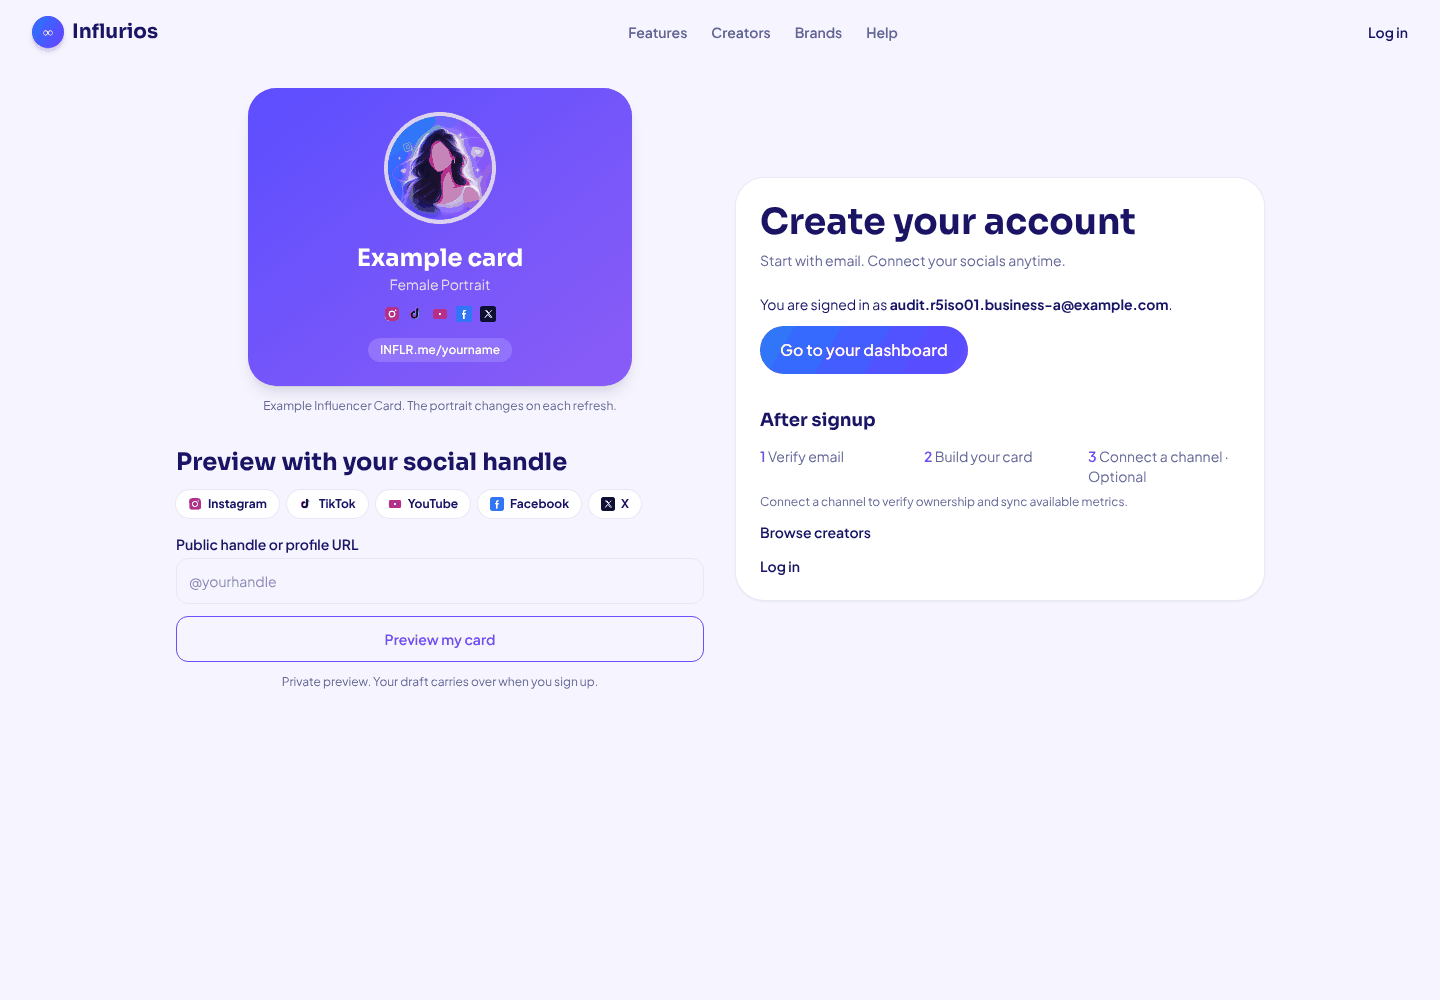 ∞ Influrios
Features Creators Brands Help
Log in
Example card
Female Portrait
INFLR.me/yourname
Example Influencer Card. The portrait changes on each refresh.
Preview with your social handle
Instagram TikTok YouTube Facebook X
Public handle or profile URL
@yourhandle
Preview my card
Private preview. Your draft carries over when you sign up.
Create your account
Start with email. Connect your socials anytime.
You are signed in as audit.r5iso01.business-a@example.com.
Go to your dashboard
After signup
1 Verify email
2 Build your card
3 Connect a channel ·
Optional
Connect a channel to verify ownership and sync available metrics.
Browse creators
Log in